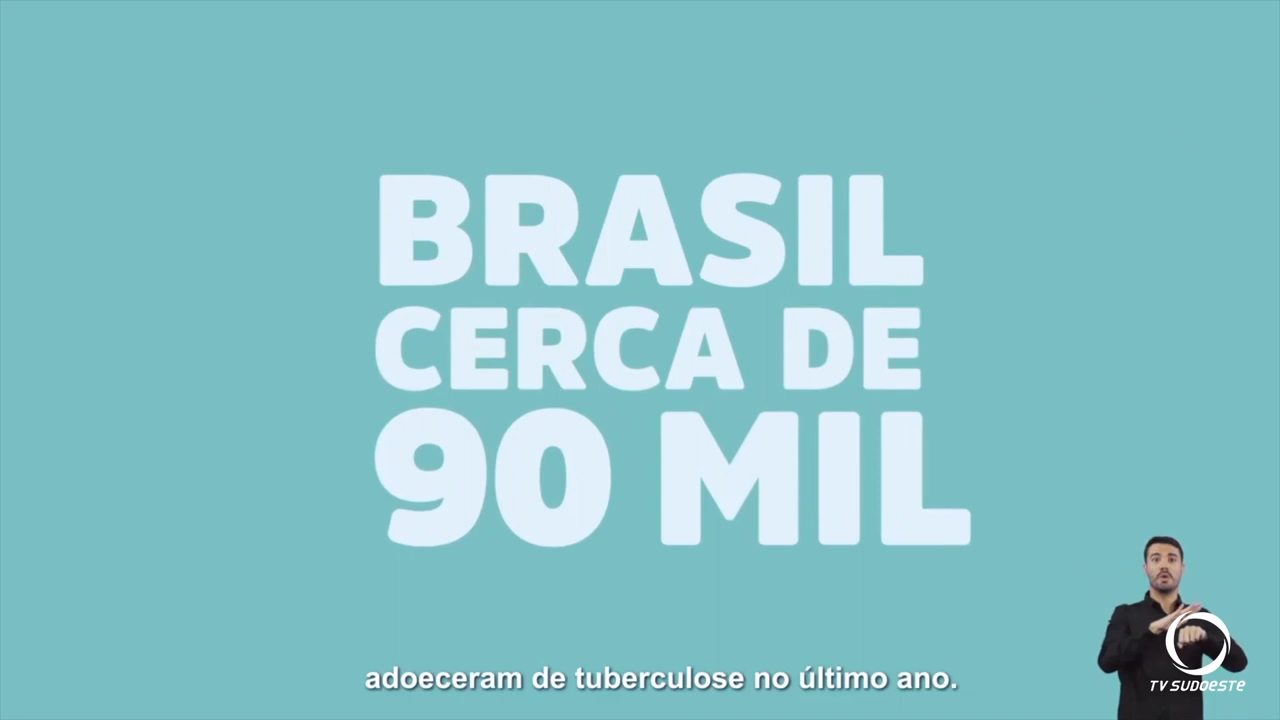 BRASIL
CERCA DE
90 MIL
adoeceram de tuberculose no último ano.
TV SUDOESTE